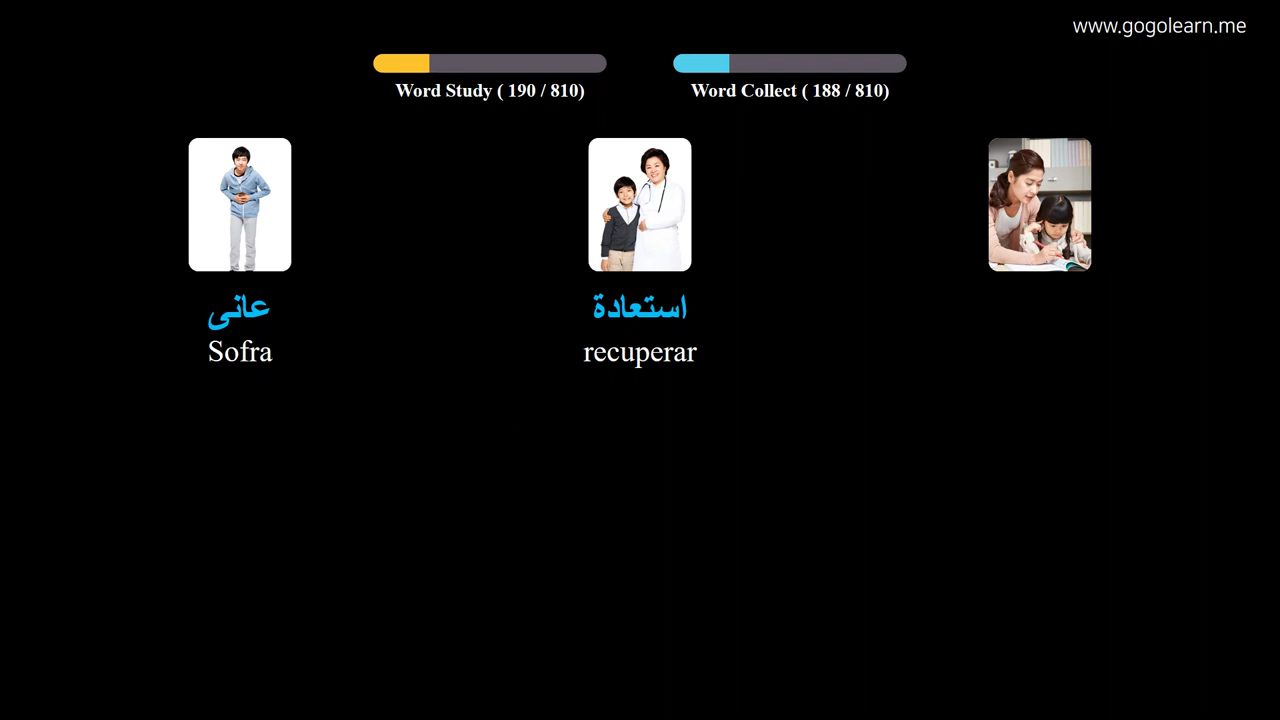 www.gogolearn.me
Word Study ( 190 / 810)
Word Collect ( 188 / 810)
عانى
Sofra
استعادة
recuperar